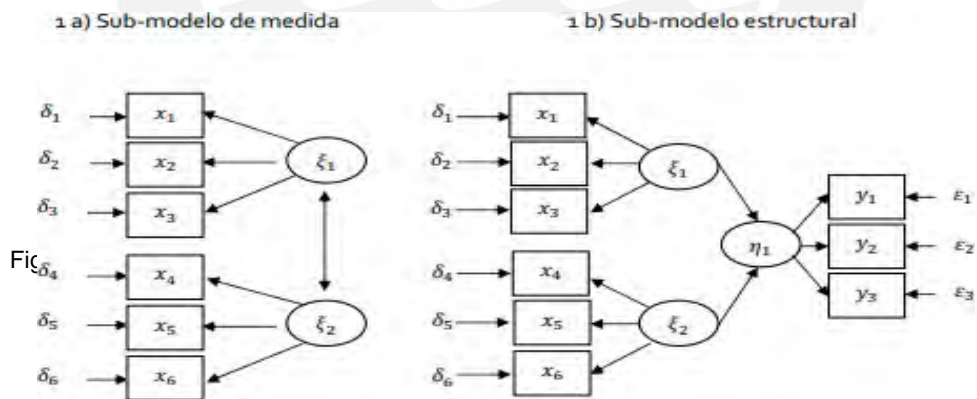 1 a) Sub-modelo de medida
1 b) Sub-modelo estructural
δ₁ x₁
δ₂ x₂
δ₃ x₃
ξ₁
Fig
δ₄ x₄
δ₅ x₅
δ₆ x₆
ξ₂
δ₁ x₁
δ₂ x₂
δ₃ x₃
ξ₁
δ₄ x₄
δ₅ x₅
δ₆ x₆
ξ₂
η₁
y₁ ε₁
y₂ ε₂
y₃ ε₃